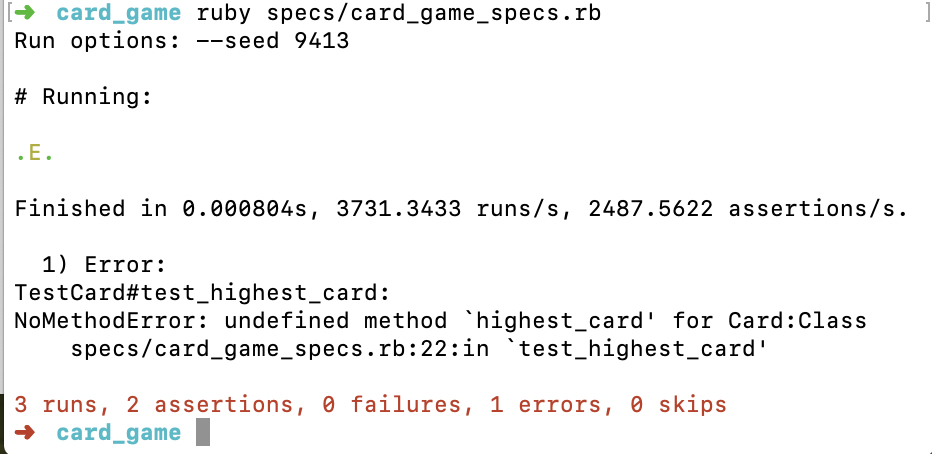 [➜  card_game ruby specs/card_game_specs.rb ]
Run options: --seed 9413
# Running:
.E.
Finished in 0.000804s, 3731.3433 runs/s, 2487.5622 assertions/s.
  1) Error:
TestCard#test_highest_card:
NoMethodError: undefined method `highest_card' for Card:Class
    specs/card_game_specs.rb:22:in `test_highest_card'
3 runs, 2 assertions, 0 failures, 1 errors, 0 skips
➜  card_game